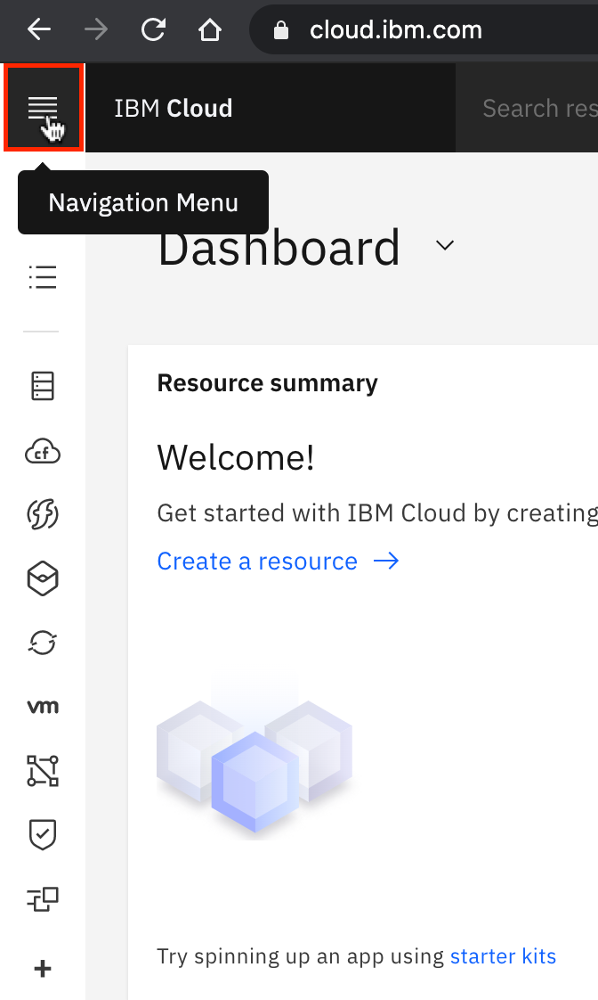 cloud.ibm.com
IBM Cloud
Search res
Navigation Menu
Dashboard
Resource summary
Welcome!
cf
Get started with IBM Cloud by creating
Create a resource
vm
Try spinning up an app using starter kits